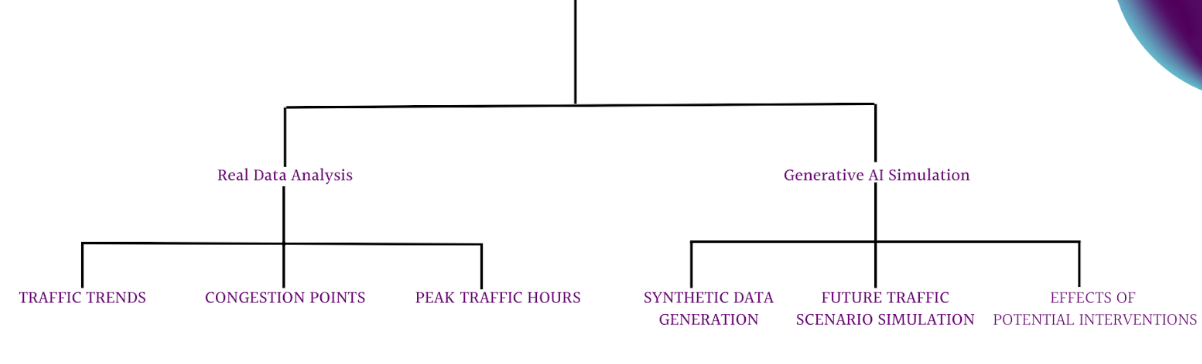 Real Data Analysis
Generative AI Simulation
TRAFFIC TRENDS
CONGESTION POINTS
PEAK TRAFFIC HOURS
SYNTHETIC DATA
GENERATION
FUTURE TRAFFIC
SCENARIO SIMULATION
EFFECTS OF
POTENTIAL INTERVENTIONS